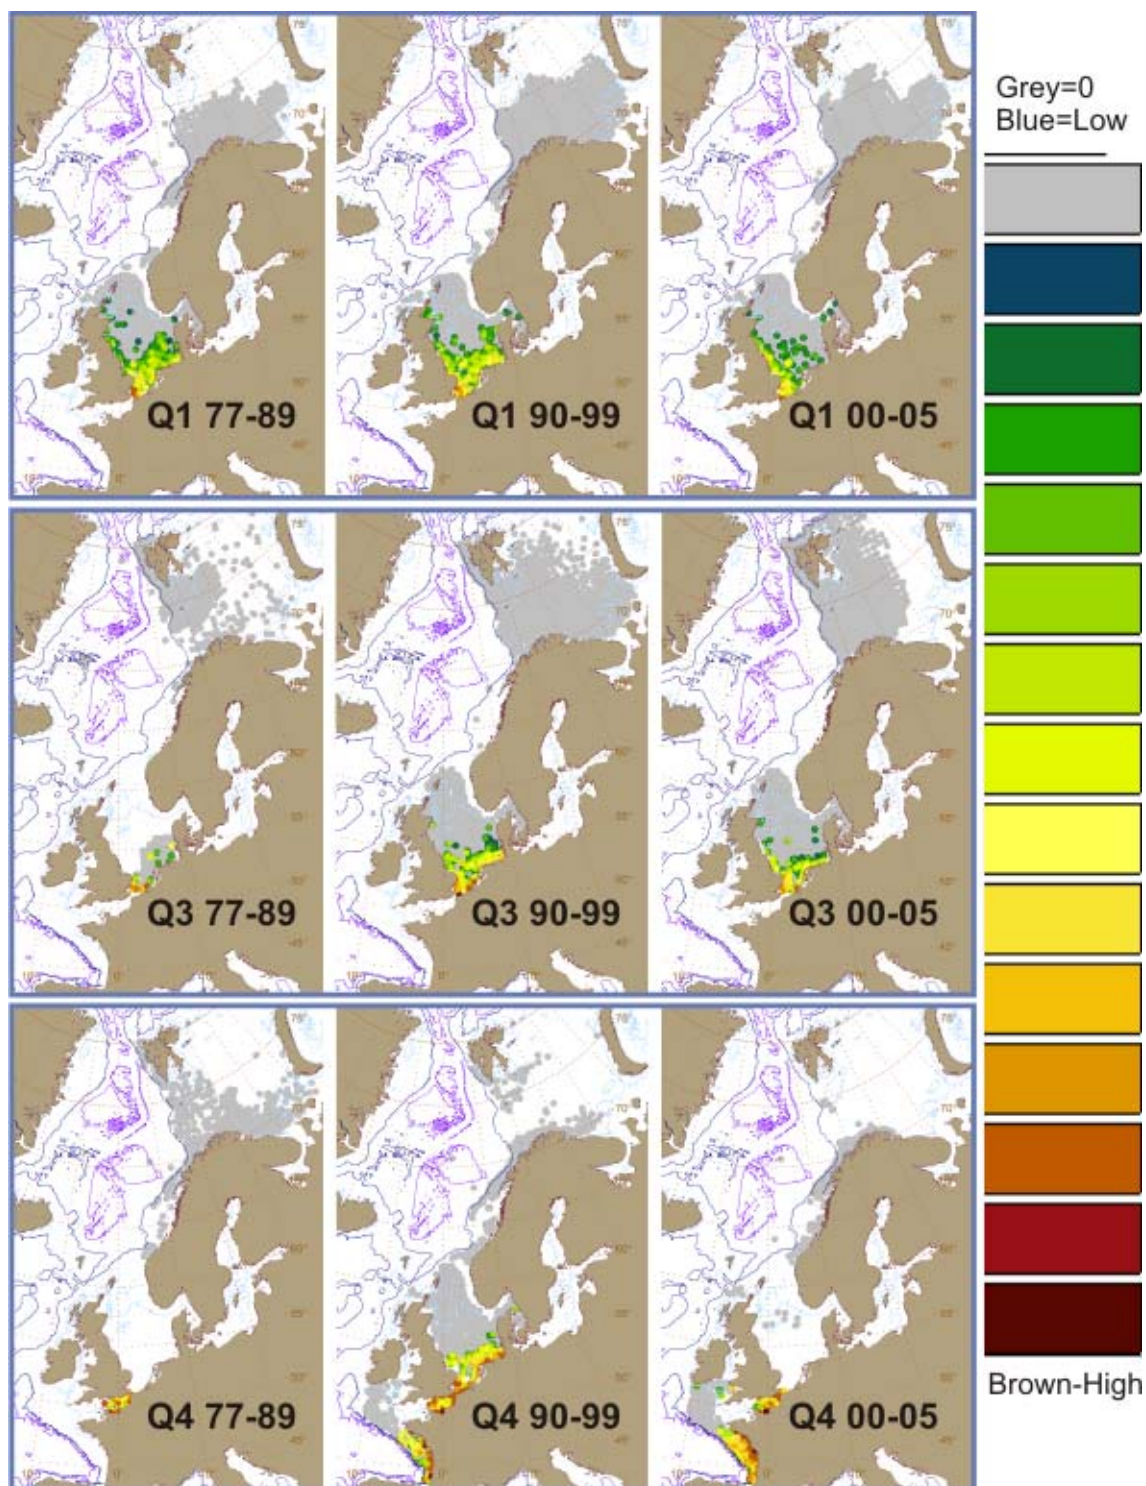 Grey=0
Blue=Low
Q1 77-89
Q1 90-99
Q1 00-05
Q3 77-89
Q3 90-99
Q3 00-05
Q4 77-89
Q4 90-99
Q4 00-05
Brown-High